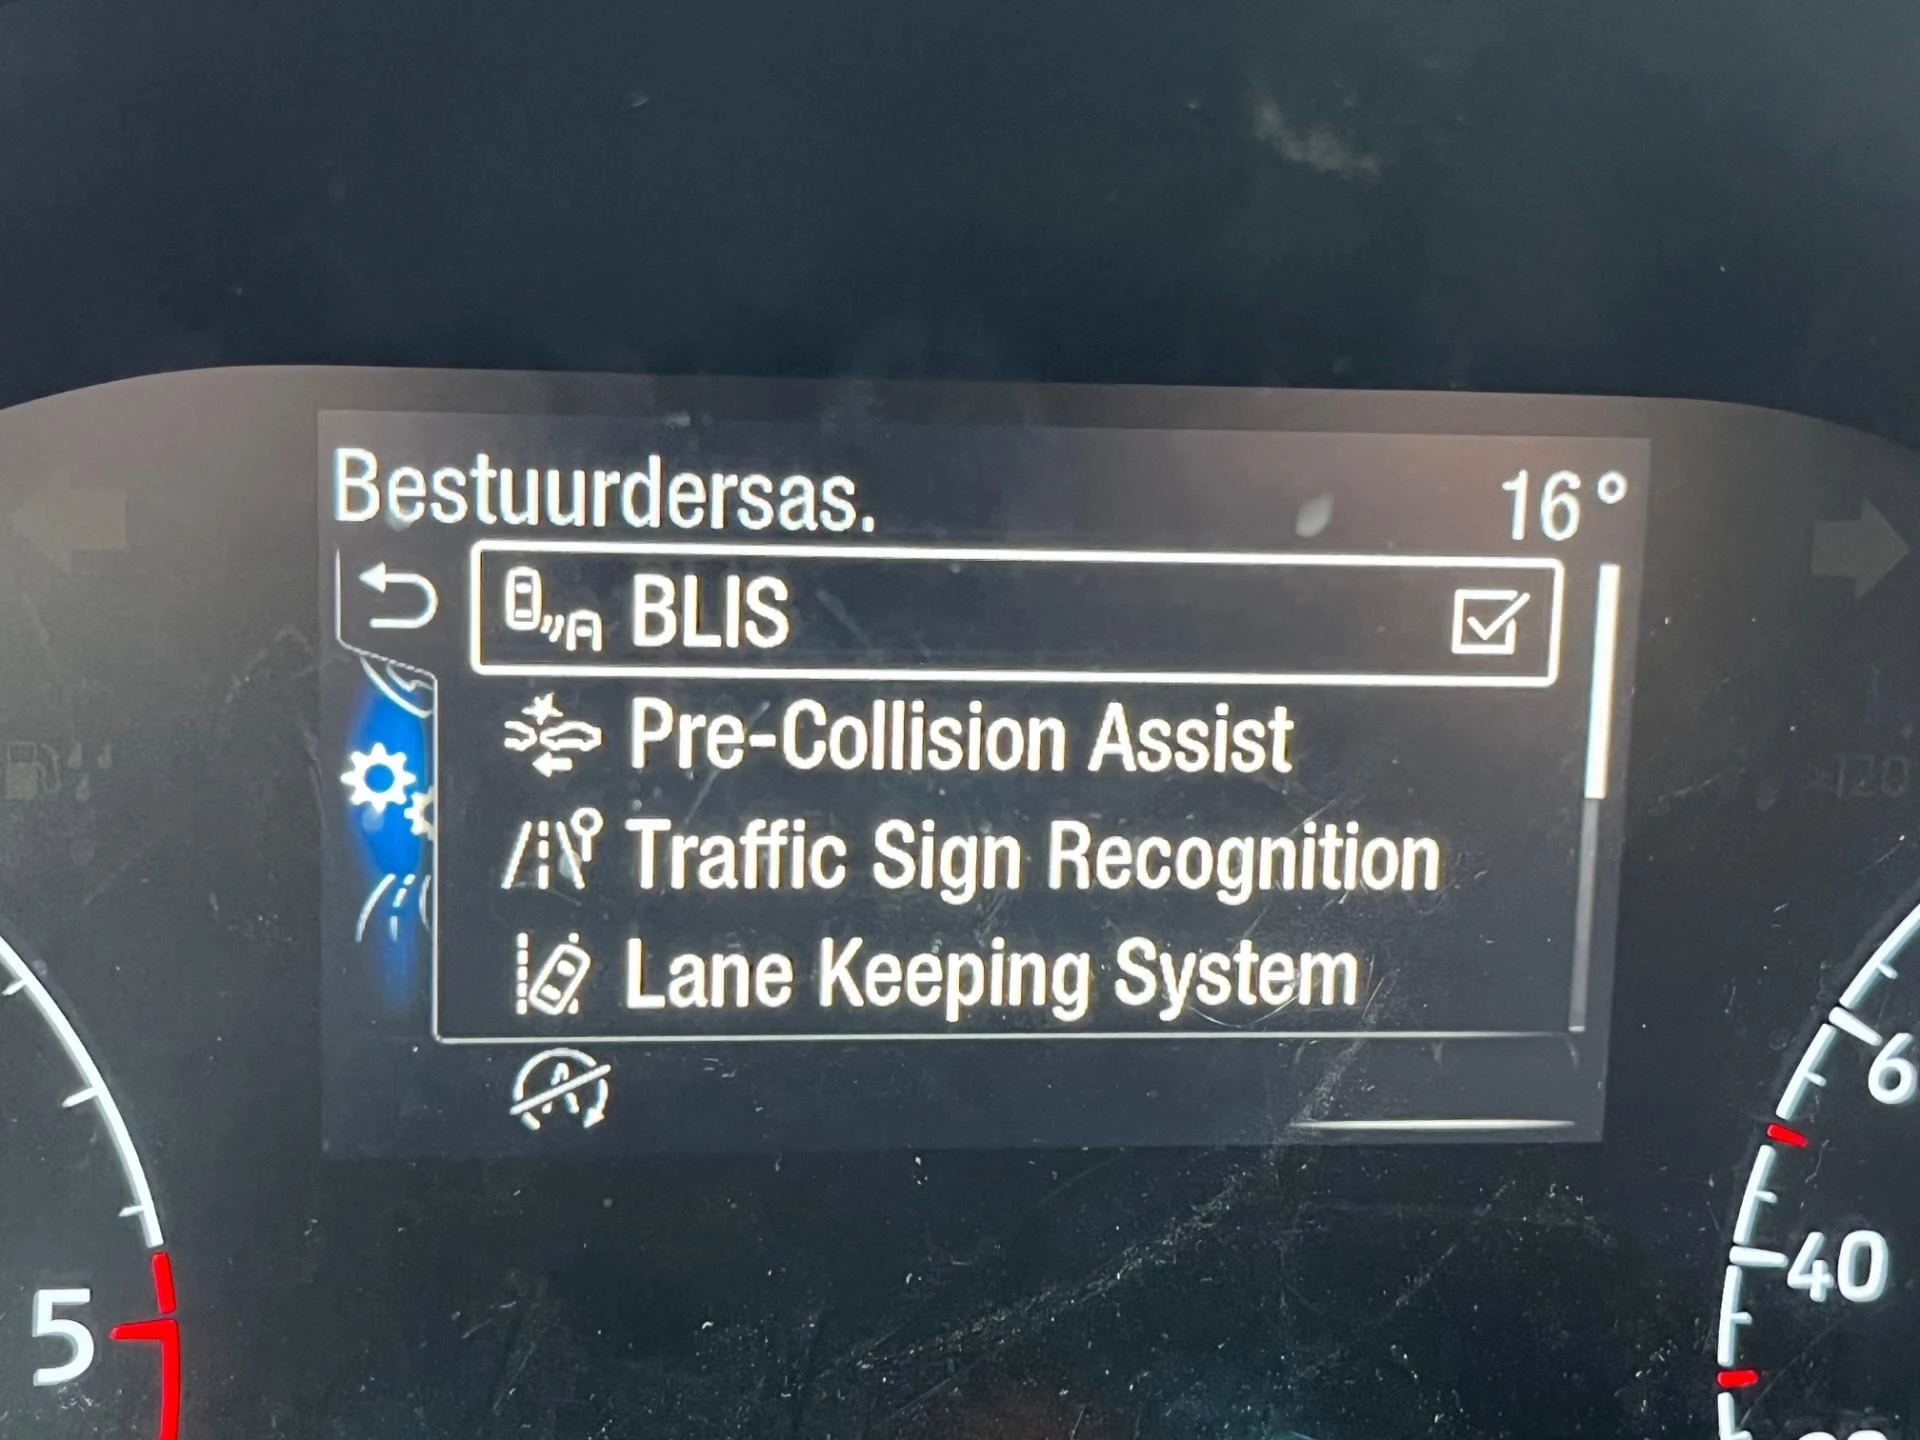 Bestuurdersas. 16°
BLIS
Pre-Collision Assist
Traffic Sign Recognition
Lane Keeping System
A
6
40
5